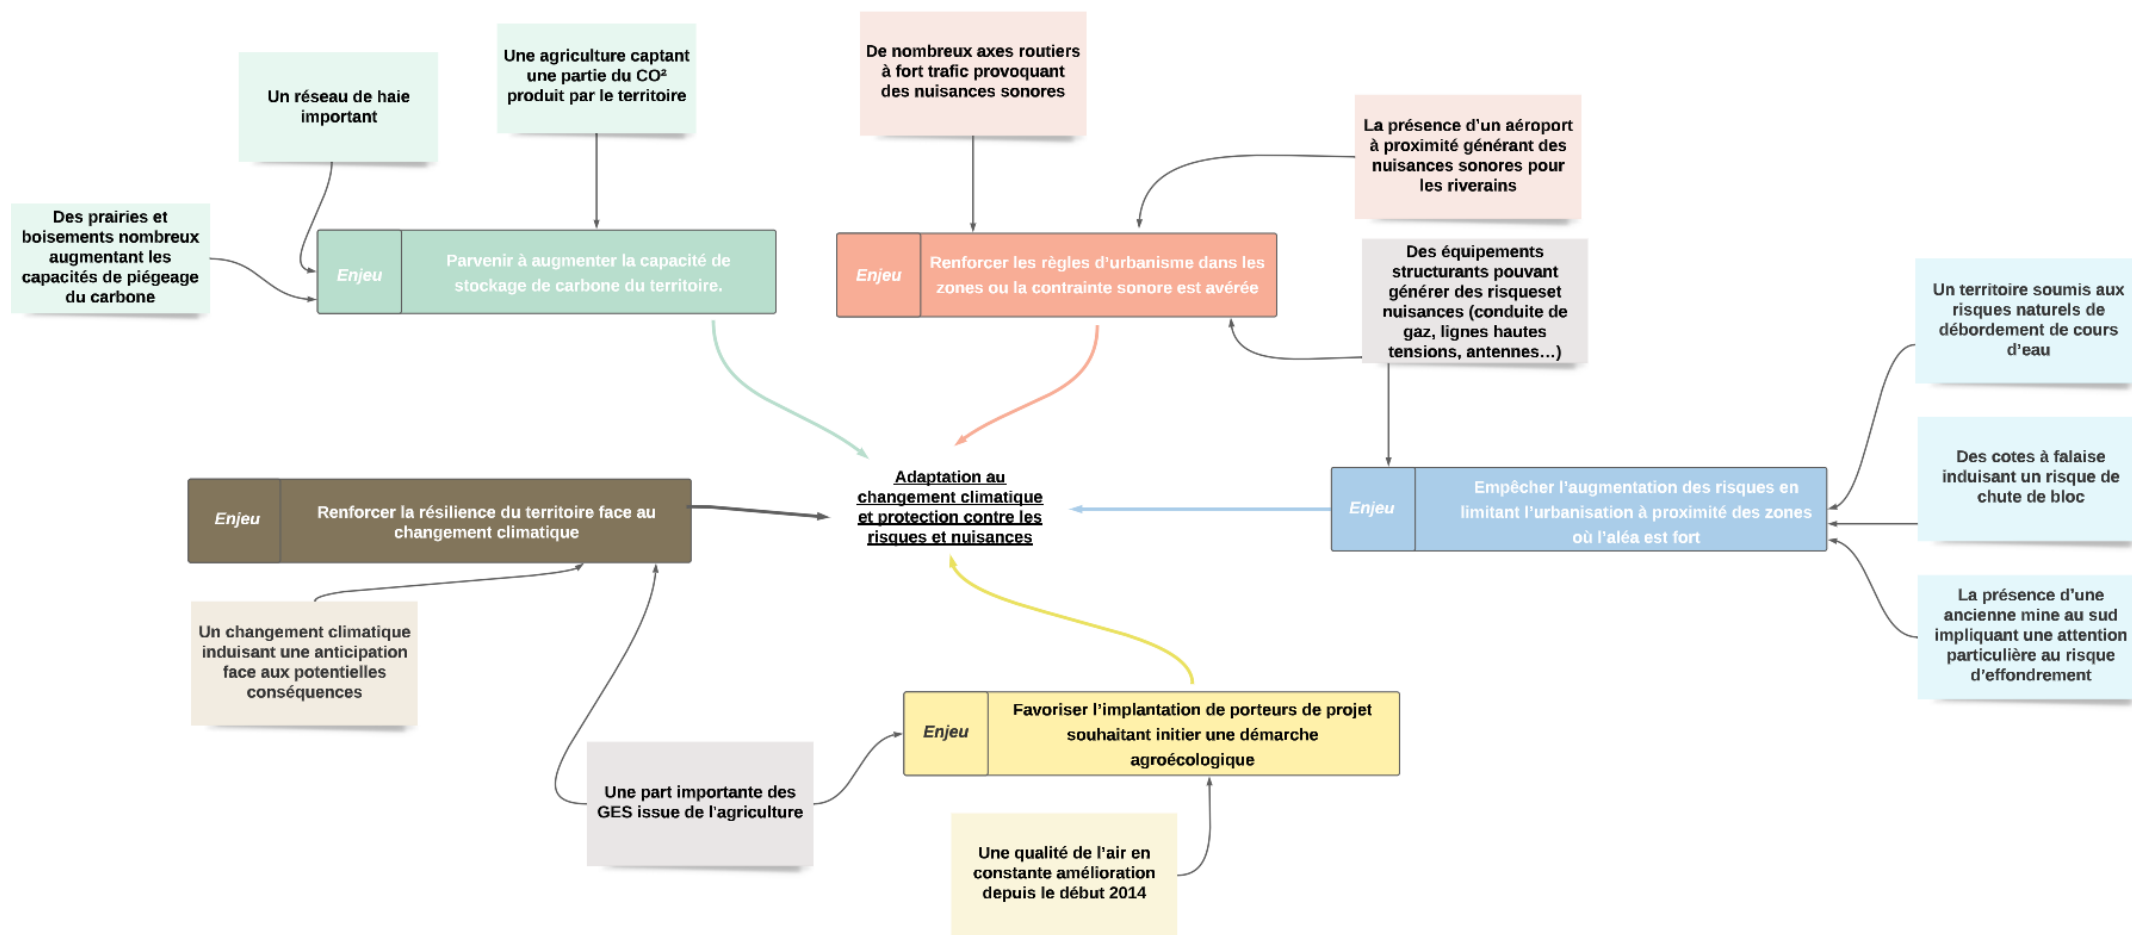 Une agriculture captant
une partie du CO²
produit par le territoire
De nombreux axes routiers
à fort trafic provoquant
des nuisances sonores
Un réseau de haie
important
La présence d'un aéroport
à proximité générant des
nuisances sonores pour
les riverains
Des prairies et
boisements nombreux
augmentant les
capacités de piégeage
du carbone
Enjeu
Parvenir à augmenter la capacité de
stockage de carbone du territoire.
Enjeu
Renforcer les règles d'urbanisme dans les
zones ou la contrainte sonore est avérée
Des équipements
structurants pouvant
générer des risqueset
nuisances (conduite de
gaz, lignes hautes
tensions, antennes…)
Un territoire soumis aux
risques naturels de
débordement de cours
d'eau
Des cotes à falaise
induisant un risque de
chute de bloc
Enjeu
Renforcer la résilience du territoire face au
changement climatique
Adaptation au
changement climatique
et protection contre les
risques et nuisances
Enjeu
Empêcher l'augmentation des risques en
limitant l'urbanisation à proximité des zones
où l'aléa est fort
La présence d'une
ancienne mine au sud
impliquant une attention
particulière au risque
d'effondrement
Un changement climatique
induisant une anticipation
face aux potentielles
conséquences
Enjeu
Favoriser l'implantation de porteurs de projet
souhaitant initier une démarche
agroécologique
Une part importante des
GES issue de l'agriculture
Une qualité de l'air en
constante amélioration
depuis le début 2014